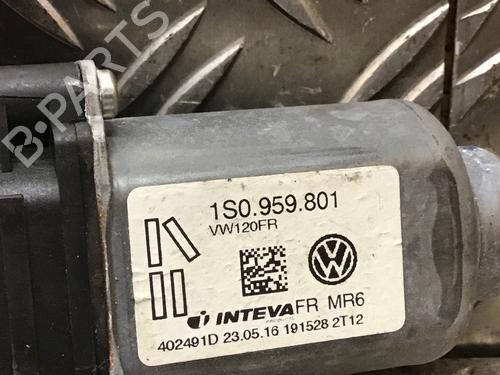 B-PARTS
1S0.959.801
VW120FR
INTEVA FR MR6
402491D 23.05.16 191528 2T12